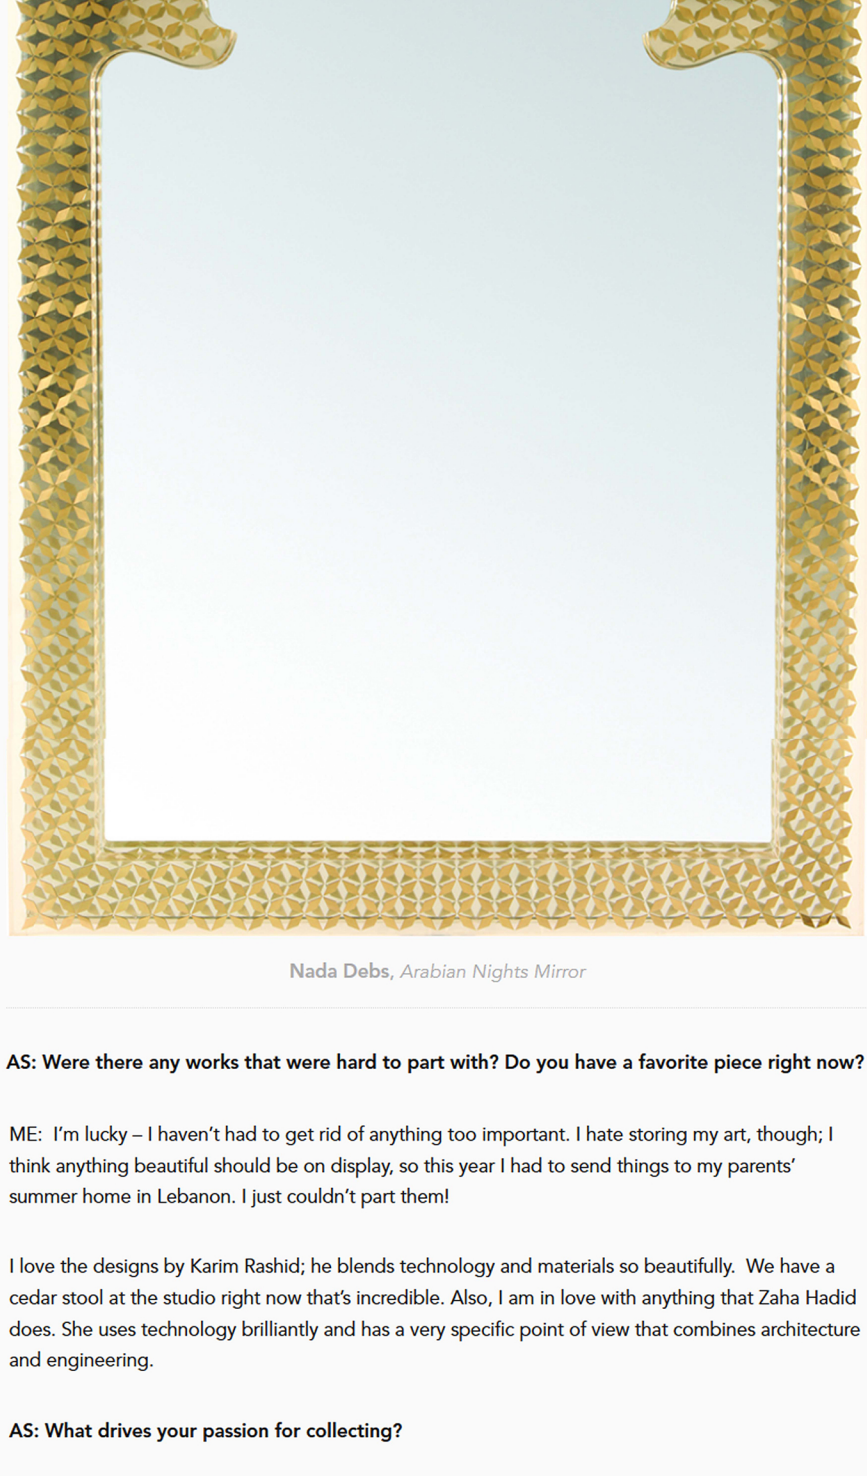 Nada Debs, Arabian Nights Mirror
AS: Were there any works that were hard to part with? Do you have a favorite piece right now?
ME:  I’m lucky – I haven’t had to get rid of anything too important. I hate storing my art, though; I
think anything beautiful should be on display, so this year I had to send things to my parents’
summer home in Lebanon. I just couldn’t part them!
I love the designs by Karim Rashid; he blends technology and materials so beautifully.  We have a
cedar stool at the studio right now that’s incredible. Also, I am in love with anything that Zaha Hadid
does. She uses technology brilliantly and has a very specific point of view that combines architecture
and engineering.
AS: What drives your passion for collecting?